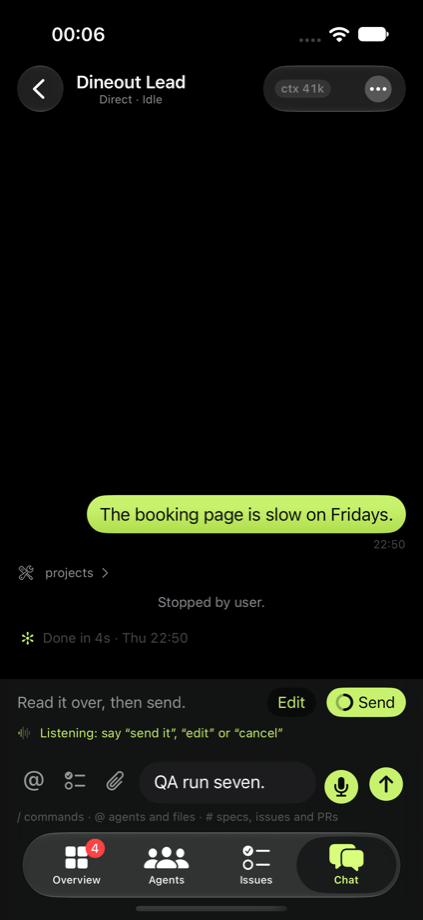 00:06
Dineout Lead
Direct · Idle
ctx 41k
The booking page is slow on Fridays.
22:50
projects
Stopped by user.
Done in 4s · Thu 22:50
Read it over, then send.
Edit
Send
Listening: say “send it”, “edit” or “cancel”
@
QA run seven.
/ commands · @ agents and files · # specs, issues and PRs
4
Overview
Agents
Issues
Chat